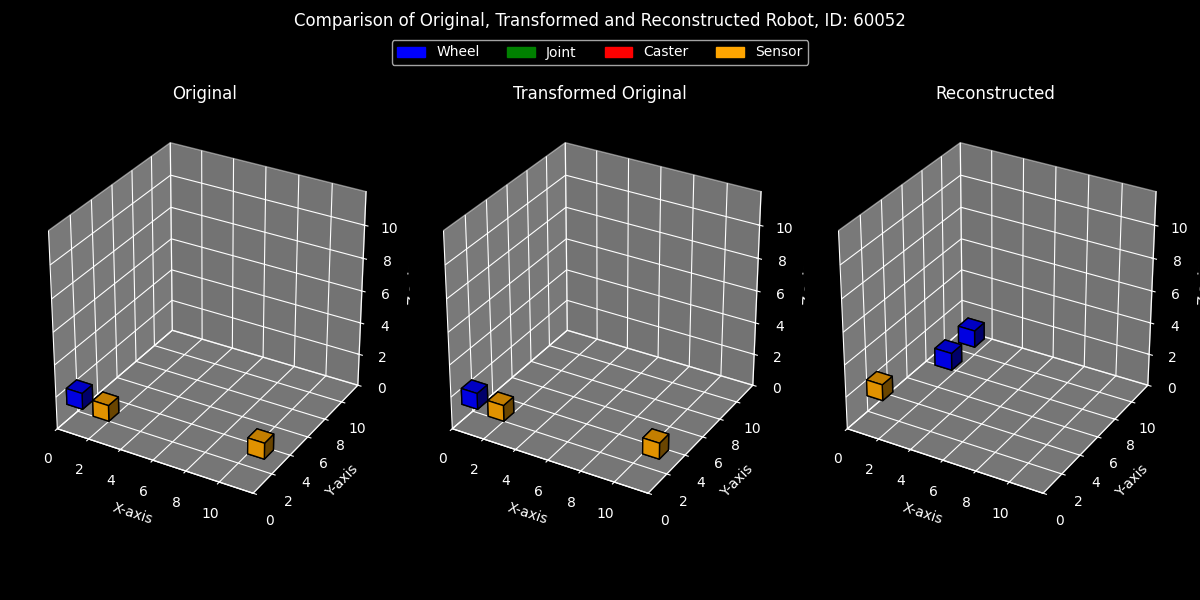 Comparison of Original, Transformed and Reconstructed Robot, ID: 60052
Wheel Joint Caster Sensor
Original Transformed Original Reconstructed
10 10 10
8 8 8
6 6 6
4 4 4
2 2 2
0 0 0
0 2 4 6 8 10 X-axis 0 2 4 6 8 10 Y-axis
0 2 4 6 8 10 X-axis 0 2 4 6 8 10 Y-axis
0 2 4 6 8 10 X-axis 0 2 4 6 8 10 Y-axis